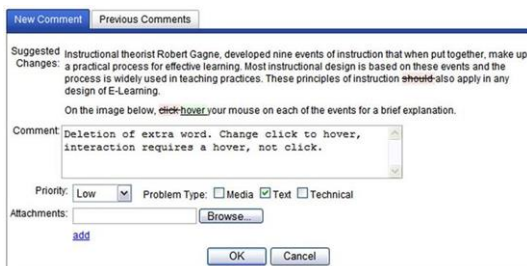 New Comment Previous Comments
Suggested Changes: Instructional theorist Robert Gagne, developed nine events of instruction that when put together, make up
a practical process for effective learning. Most instructional design is based on these events and the
process is widely used in teaching practices. These principles of instruction should also apply in any
design of E-Learning.
On the image below, click hover your mouse on each of the events for a brief explanation.
Comment: Deletion of extra word. Change click to hover,
interaction requires a hover, not click.
Priority: Low Problem Type: Media Text Technical
Attachments: Browse...
add
OK Cancel